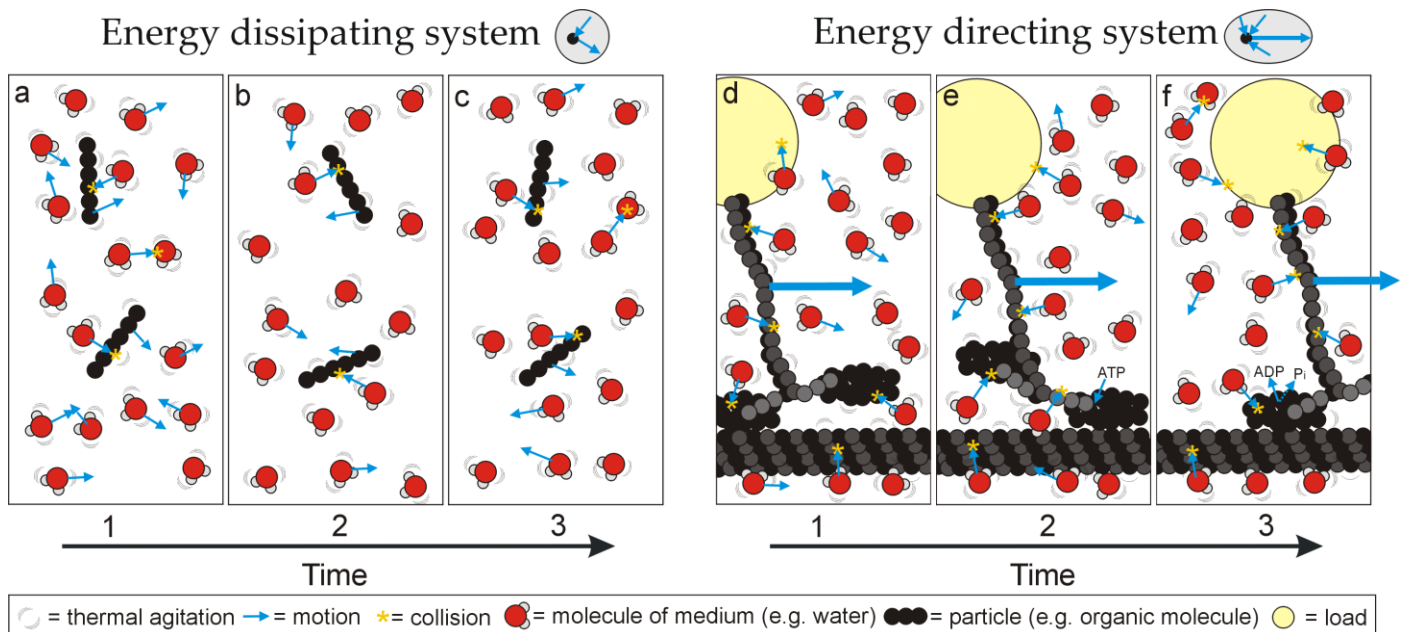 Energy dissipating system
Energy directing system
a
b
c
d
e
f
ATP
ADP
Pi
1
2
3
1
2
3
Time
Time
= thermal agitation = motion = collision = molecule of medium (e.g. water) = particle (e.g. organic molecule) = load